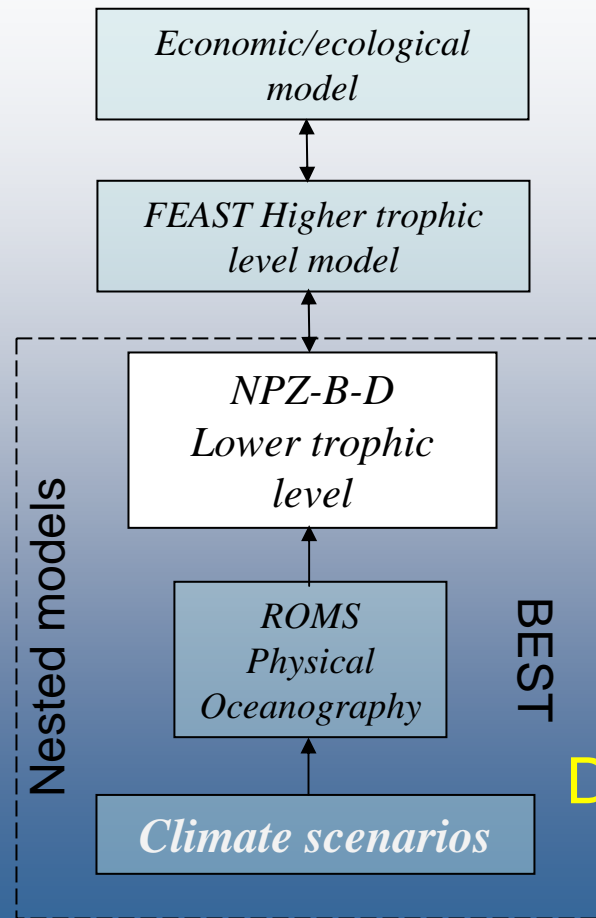 Economic/ecological
model
FEAST Higher trophic
level model
NPZ-B-D
Lower trophic
level
Nested models
ROMS
Physical
Oceanography
BEST
D
Climate scenarios